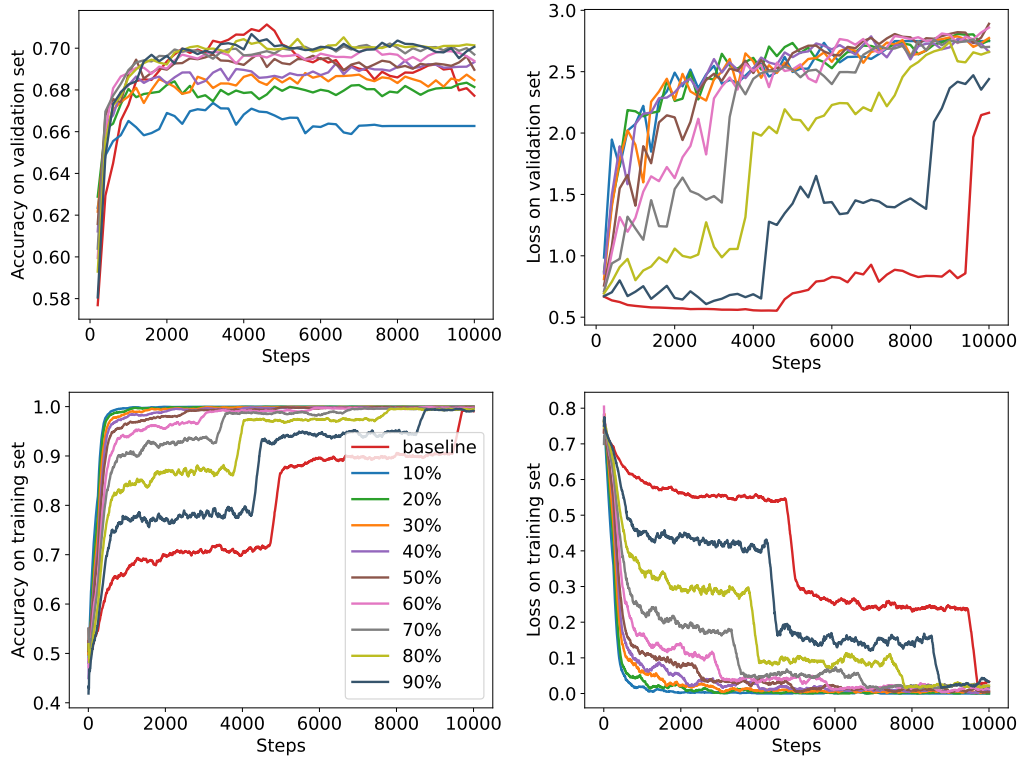 Accuracy on validation set
0.70
0.68
0.66
0.64
0.62
0.60
0.58
0 2000 4000 6000 8000 10000
Steps
Loss on validation set
3.0
2.5
2.0
1.5
1.0
0.5
0 2000 4000 6000 8000 10000
Steps
Accuracy on training set
1.0
0.9
0.8
0.7
0.6
0.5
0.4
0 2000 4000 6000 8000 10000
Steps
baseline
10%
20%
30%
40%
50%
60%
70%
80%
90%
Loss on training set
0.8
0.7
0.6
0.5
0.4
0.3
0.2
0.1
0.0
0 2000 4000 6000 8000 10000
Steps